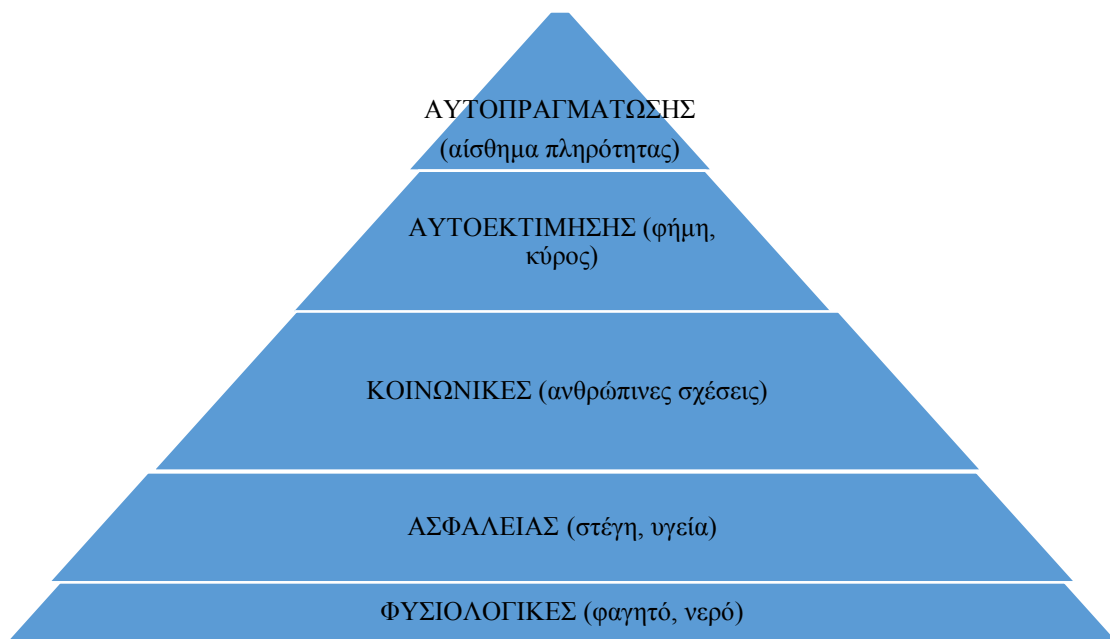 ΑΥΤΟΠΡΑΓΜΑΤΩΣΗΣ
(αίσθημα πληρότητας)
ΑΥΤΟΕΚΤΙΜΗΣΗΣ (φήμη,
κύρος)
ΚΟΙΝΩΝΙΚΕΣ (ανθρώπινες σχέσεις)
ΑΣΦΑΛΕΙΑΣ (στέγη, υγεία)
ΦΥΣΙΟΛΟΓΙΚΕΣ (φαγητό, νερό)